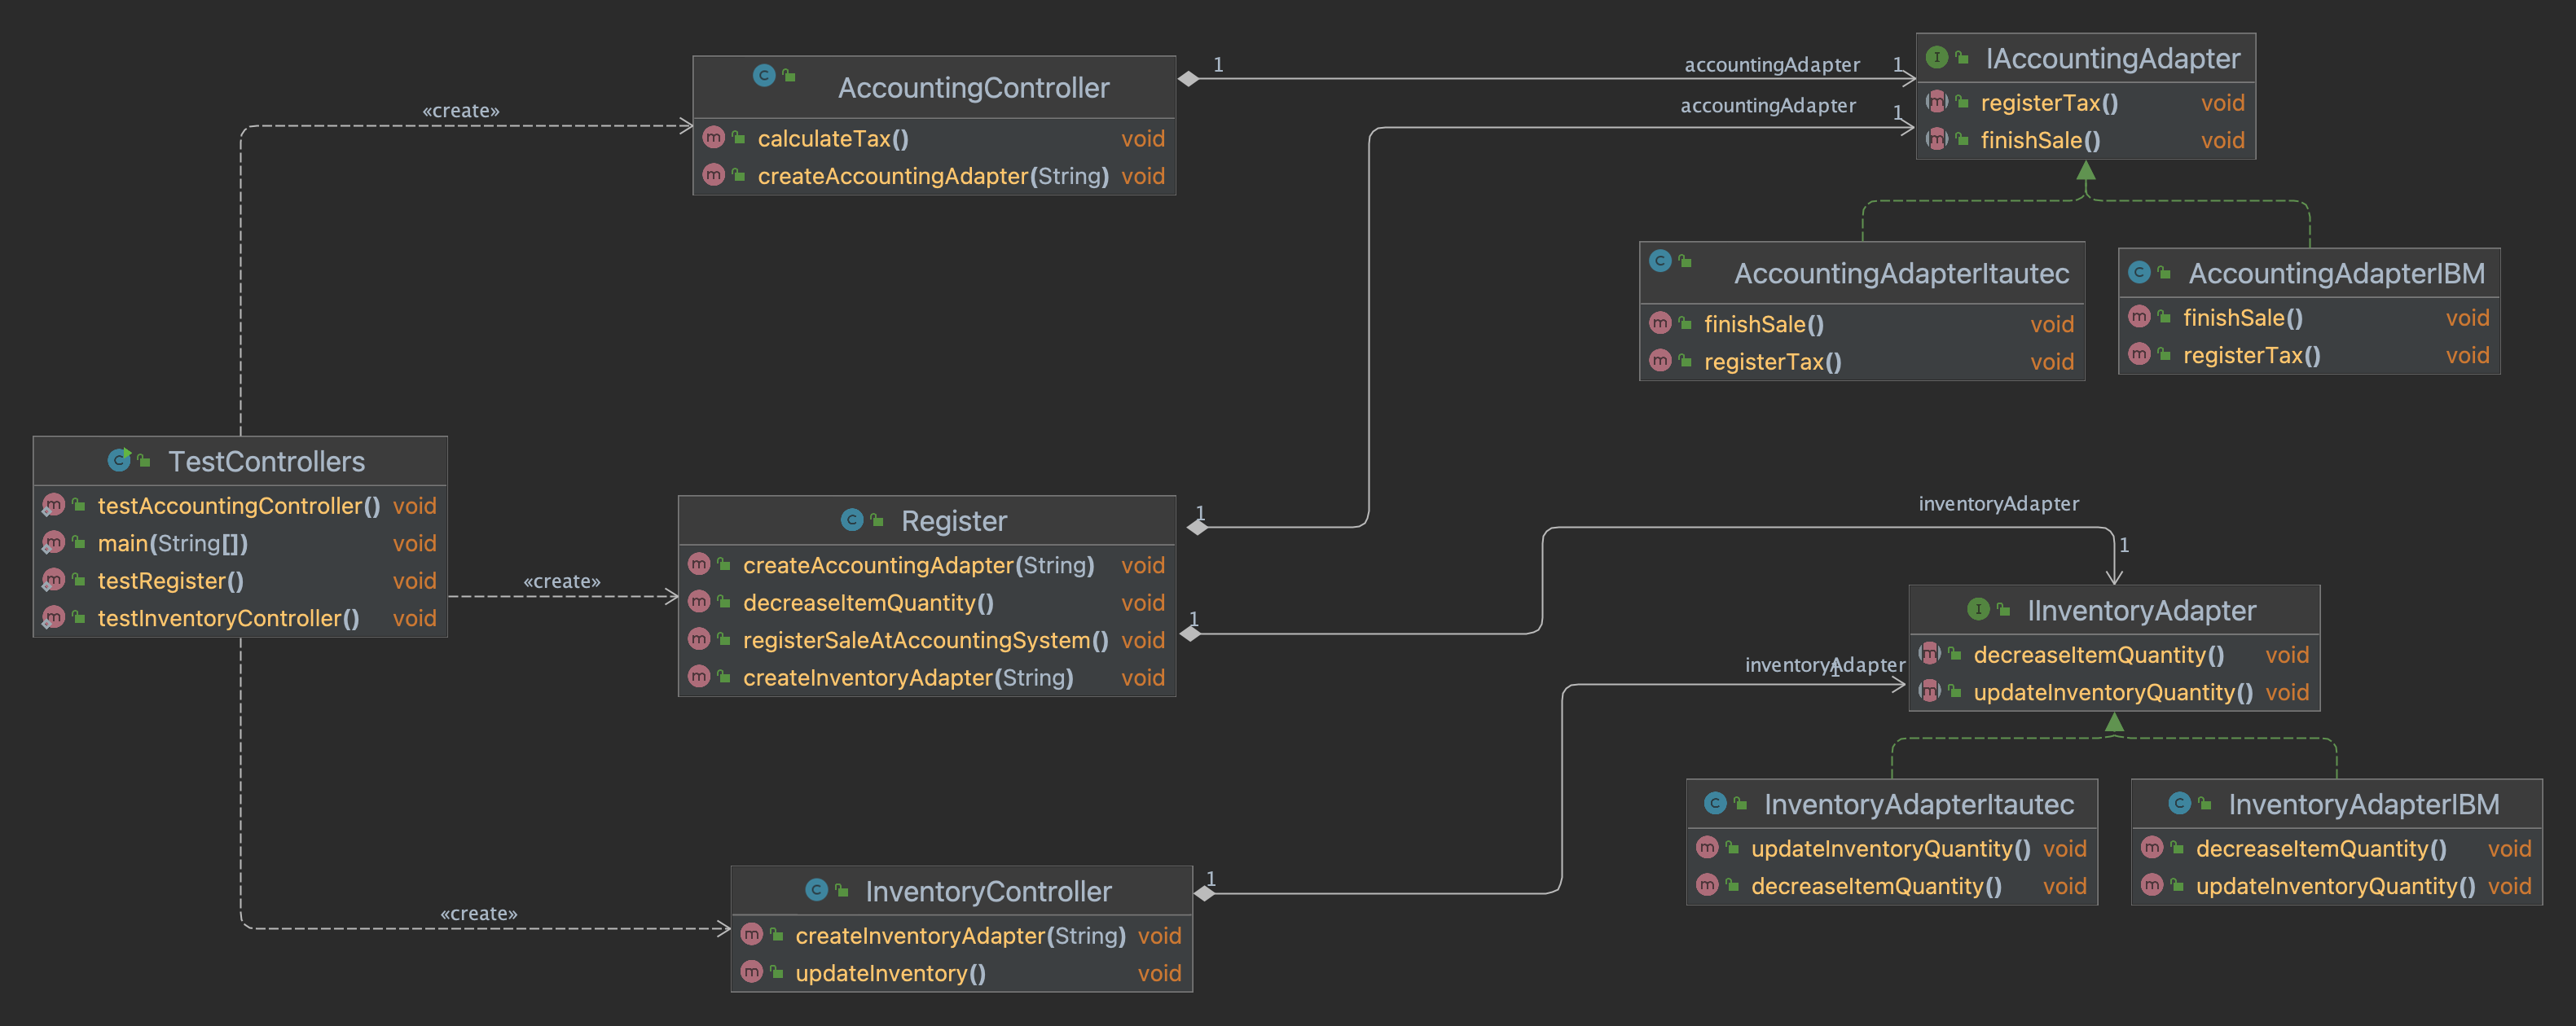 «create»
AccountingController
calculateTax() void
createAccountingAdapter(String) void
1
accountingAdapter 1
accountingAdapter 1
IAccountingAdapter
registerTax() void
finishSale() void
AccountingAdapterItautec
finishSale() void
registerTax() void
AccountingAdapterIBM
finishSale() void
registerTax() void
TestControllers
testAccountingController() void
main(String[]) void
testRegister() void
testInventoryController() void
«create»
Register
createAccountingAdapter(String) void
decreaseItemQuantity() void
registerSaleAtAccountingSystem() void
createInventoryAdapter(String) void
1
1
inventoryAdapter
1
inventoryAdapter
1
IInventoryAdapter
decreaseItemQuantity() void
updateInventoryQuantity() void
InventoryAdapterItautec
updateInventoryQuantity() void
decreaseItemQuantity() void
InventoryAdapterIBM
decreaseItemQuantity() void
updateInventoryQuantity() void
«create»
InventoryController
createInventoryAdapter(String) void
updateInventory() void
1